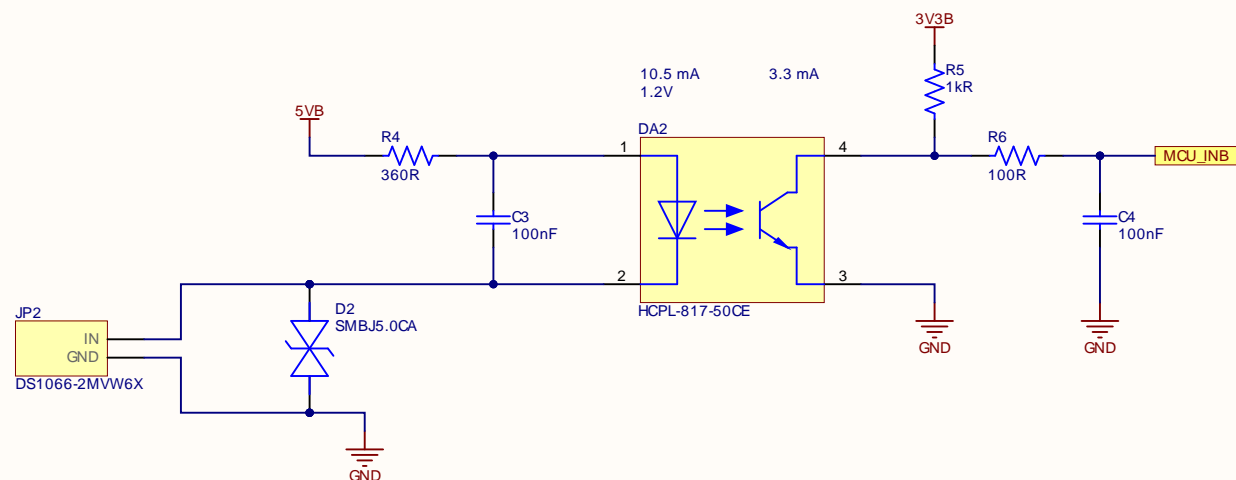 3V3B
10.5 mA
3.3 mA
1.2V
R5
1kR
5VB
DA2
R4
360R
1
4
R6
100R
MCU_INB
C3
100nF
C4
100nF
2
3
JP2
IN
GND
DS1066-2MVW6X
D2
SMBJ5.0CA
HCPL-817-50CE
GND
GND
GND